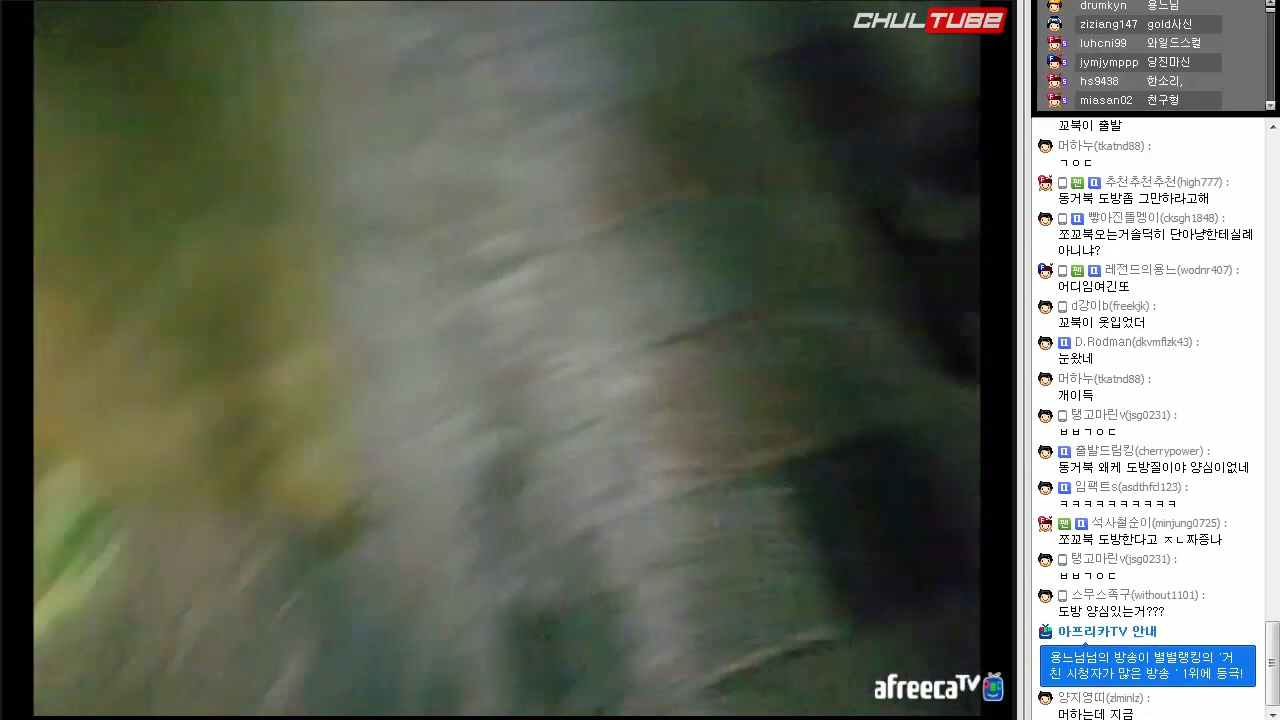 CHULTUBE
drumkyn 용느님
ziziang147 gold사신
luhcni99 와일드스컬
jymjymppp 당진마신
hs9438 한소리,
miasan02 천구형
꼬북이 출발
머하누(tkatnd88) :
ㄱㅇㄷ
팬 추천추천추천(high777) :
동거북 도방좀 그만하라고해
빻아진돌멩이(cksgh1848) :
쪼꼬북오는거솔덕히 단아냥한테실례
아니냐?
팬 레전드의용느(wodnr407) :
어디임여긴또
d강이b(freekjk) :
꼬북이 옷입었더
D.Rodman(dkvmflzk43) :
눈왔네
머하누(tkatnd88) :
개이득
탱고마린v(jsg0231) :
ㅂㅂㄱㅇㄷ
출발드림킹(cherrypower) :
동거북 왜케 도방질이야 양심이없네
임팩트s(asdthfcl123) :
ㅋㅋㅋㅋㅋㅋㅋㅋㅋㅋ
팬 석사철순이(minjung0725) :
쪼꼬북 도방한다고 ㅈㄴ짜증나
탱고마린v(jsg0231) :
ㅂㅂㄱㅇㄷ
스무스족구(without1101) :
도방 양심있는거???
아프리카TV 안내
용느님님의 방송이 별별랭킹의 '거
친 시청자가 많은 방송 ' 1위에 등극!
양지영띠(zlminlz) :
머하는데 지금
afreecaTV